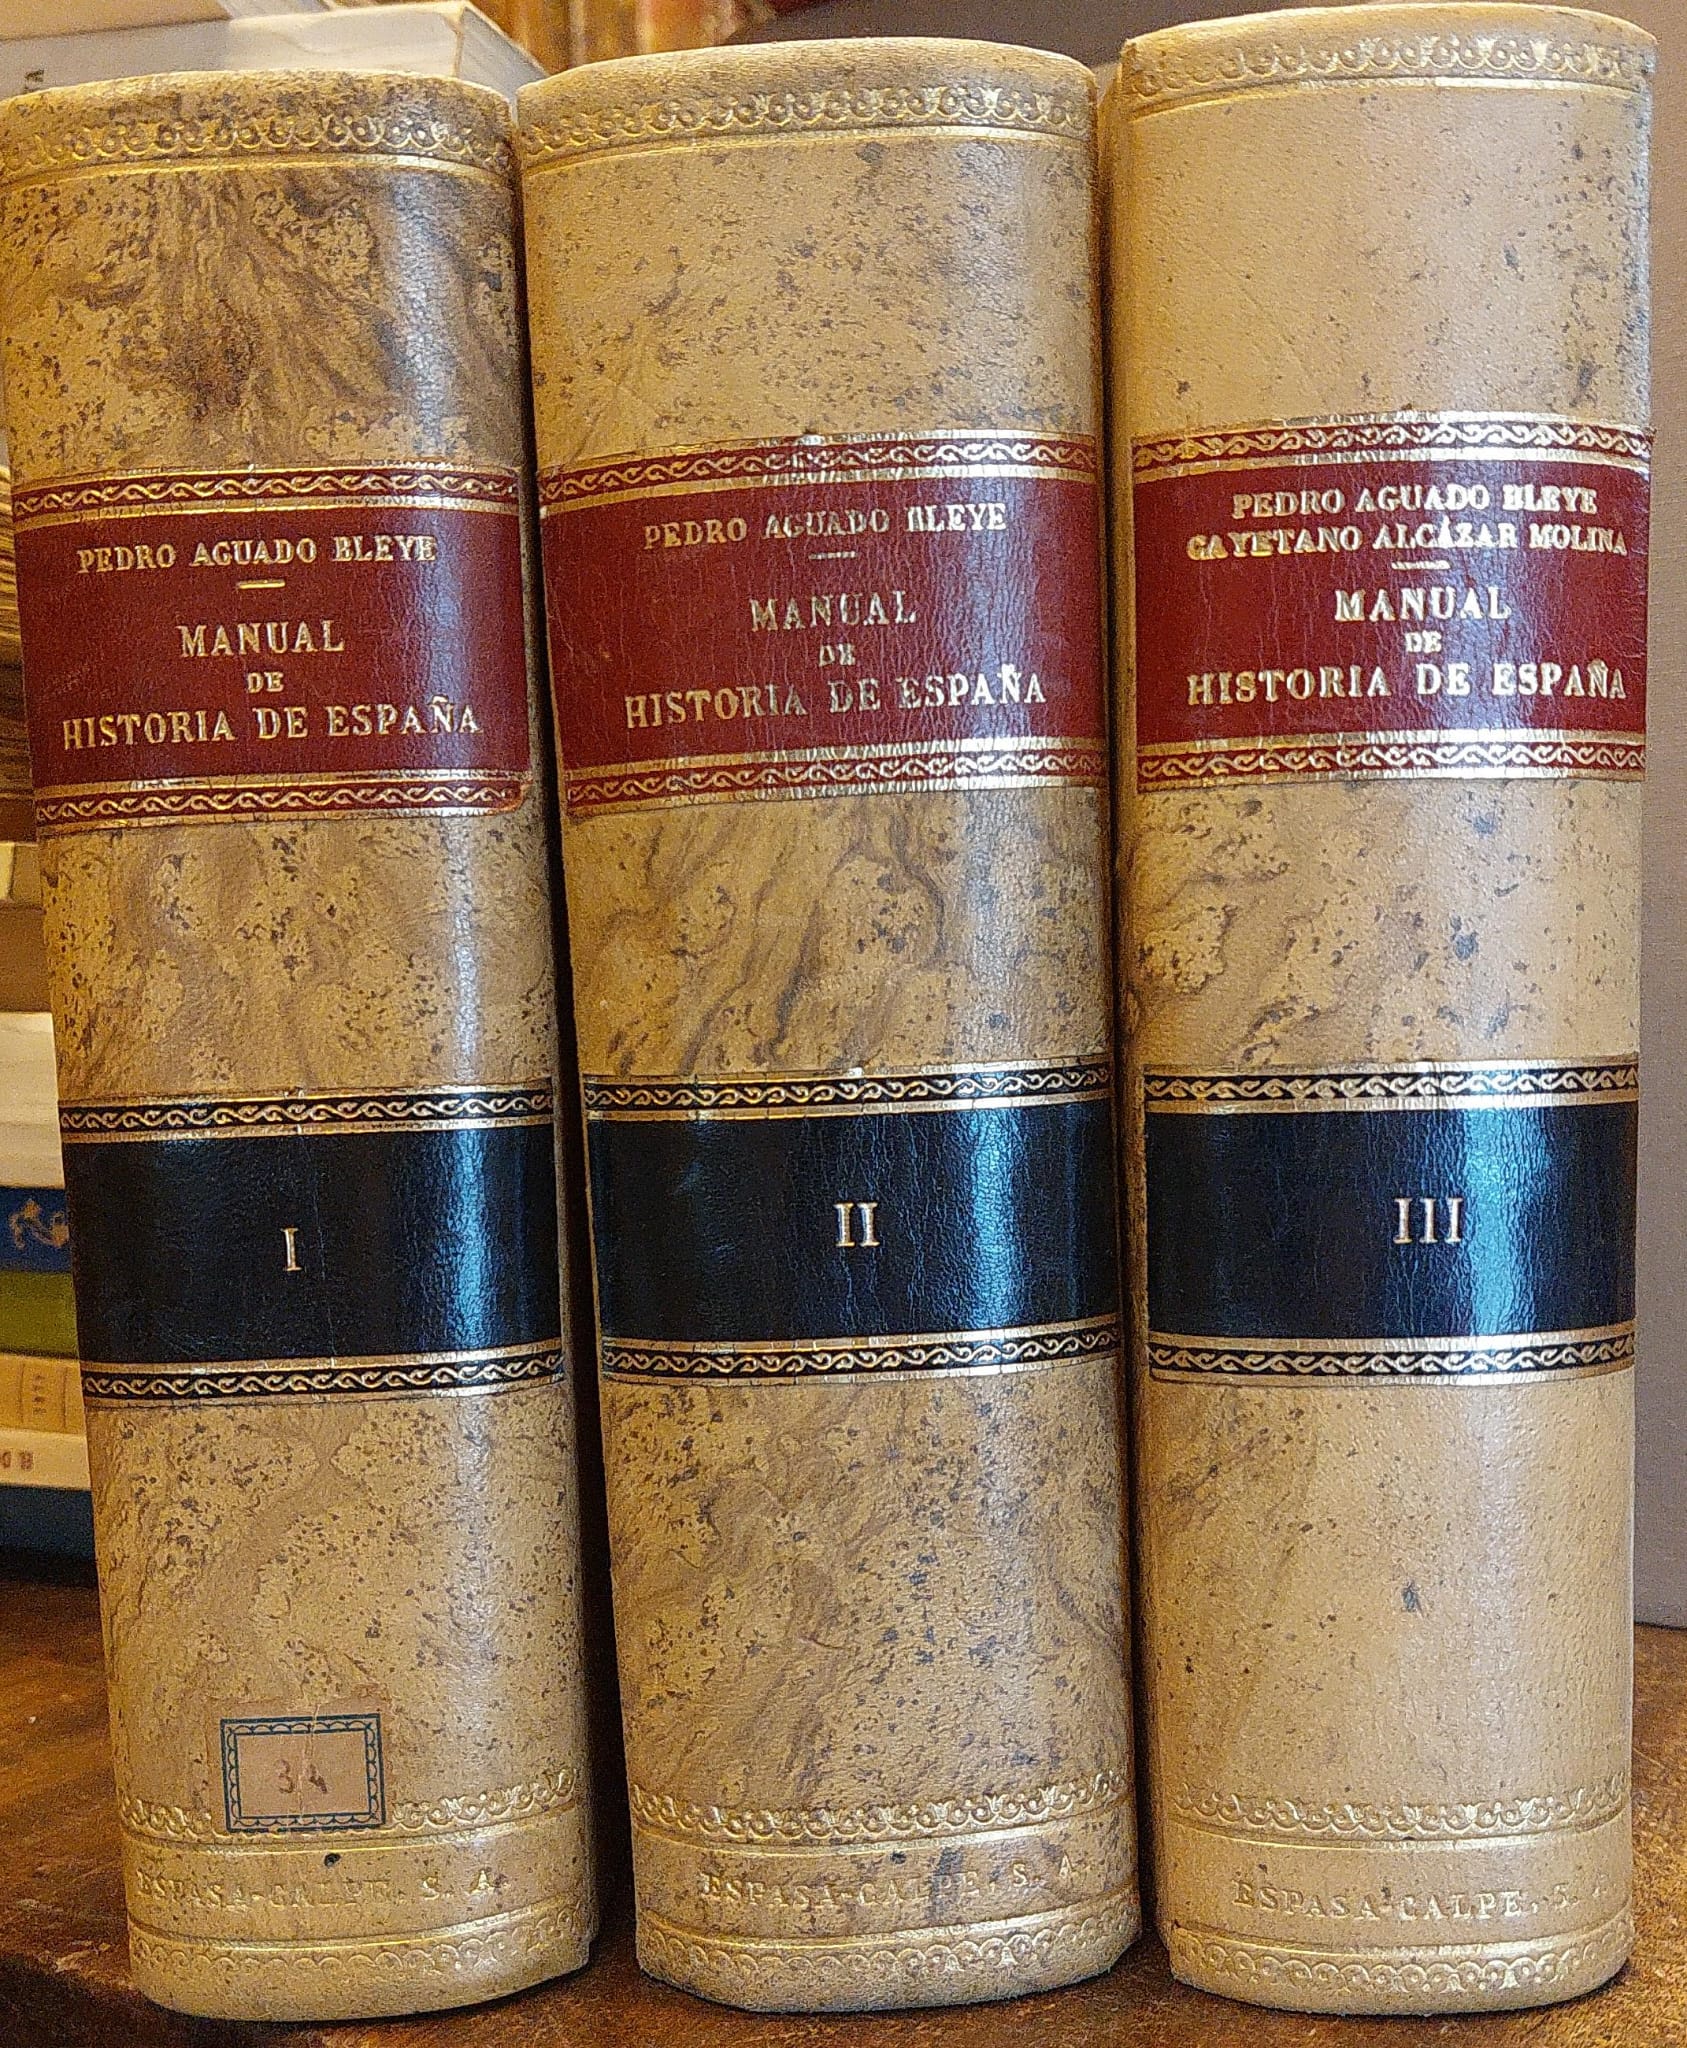 PEDRO AGUADO BLEYE
MANUAL
DE
HISTORIA DE ESPAÑA
I
34
ESPASA-CALPE, S. A.
PEDRO AGUADO BLEYE
MANUAL
DE
HISTORIA DE ESPAÑA
II
ESPASA-CALPE, S. A.
PEDRO AGUADO BLEYE
CAYETANO ALCÁZAR MOLINA
MANUAL
DE
HISTORIA DE ESPAÑA
III
ESPASA-CALPE, S.